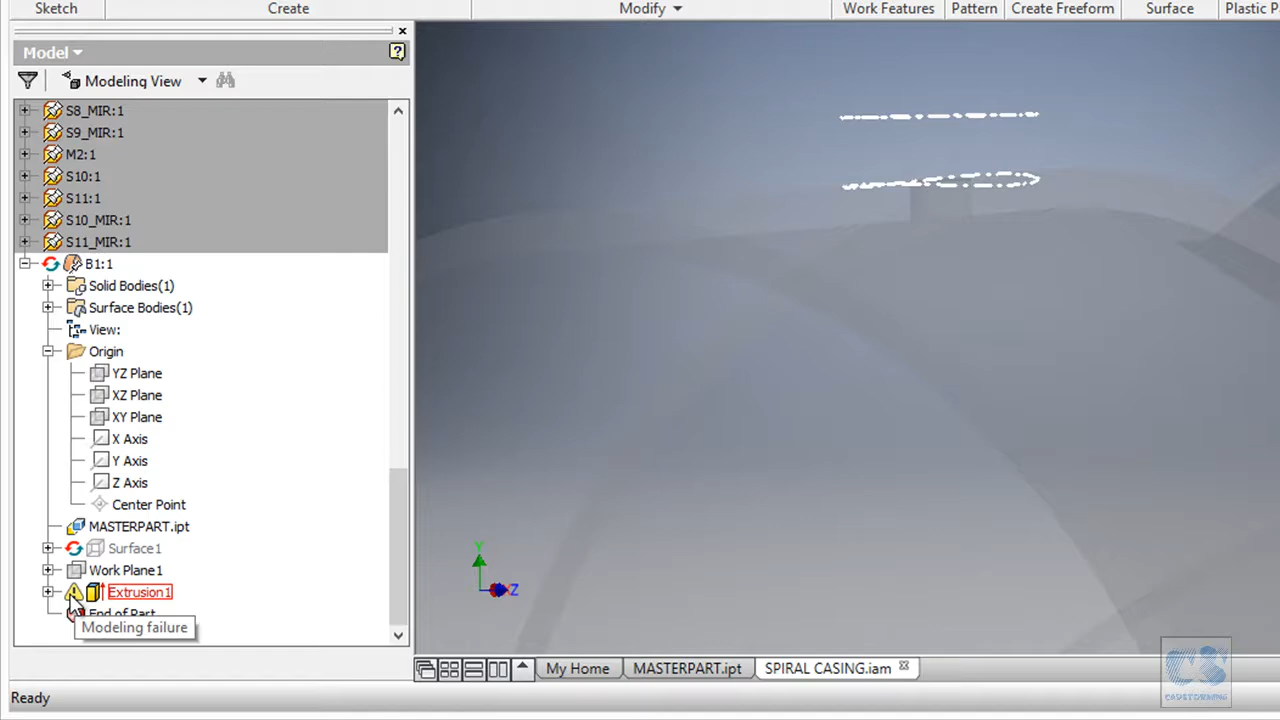 Sketch Create Modify Work Features Pattern Create Freeform Surface Plastic P
Model
Modeling View
S8_MIR:1
S9_MIR:1
M2:1
S10:1
S11:1
S10_MIR:1
S11_MIR:1
B1:1
Solid Bodies(1)
Surface Bodies(1)
View:
Origin
YZ Plane
XZ Plane
XY Plane
X Axis
Y Axis
Z Axis
Center Point
MASTERPART.ipt
Surface1
Work Plane1
Extrusion1
End of Part
Modeling failure
Y
Z
My Home MASTERPART.ipt SPIRAL CASING.iam
Ready
CS